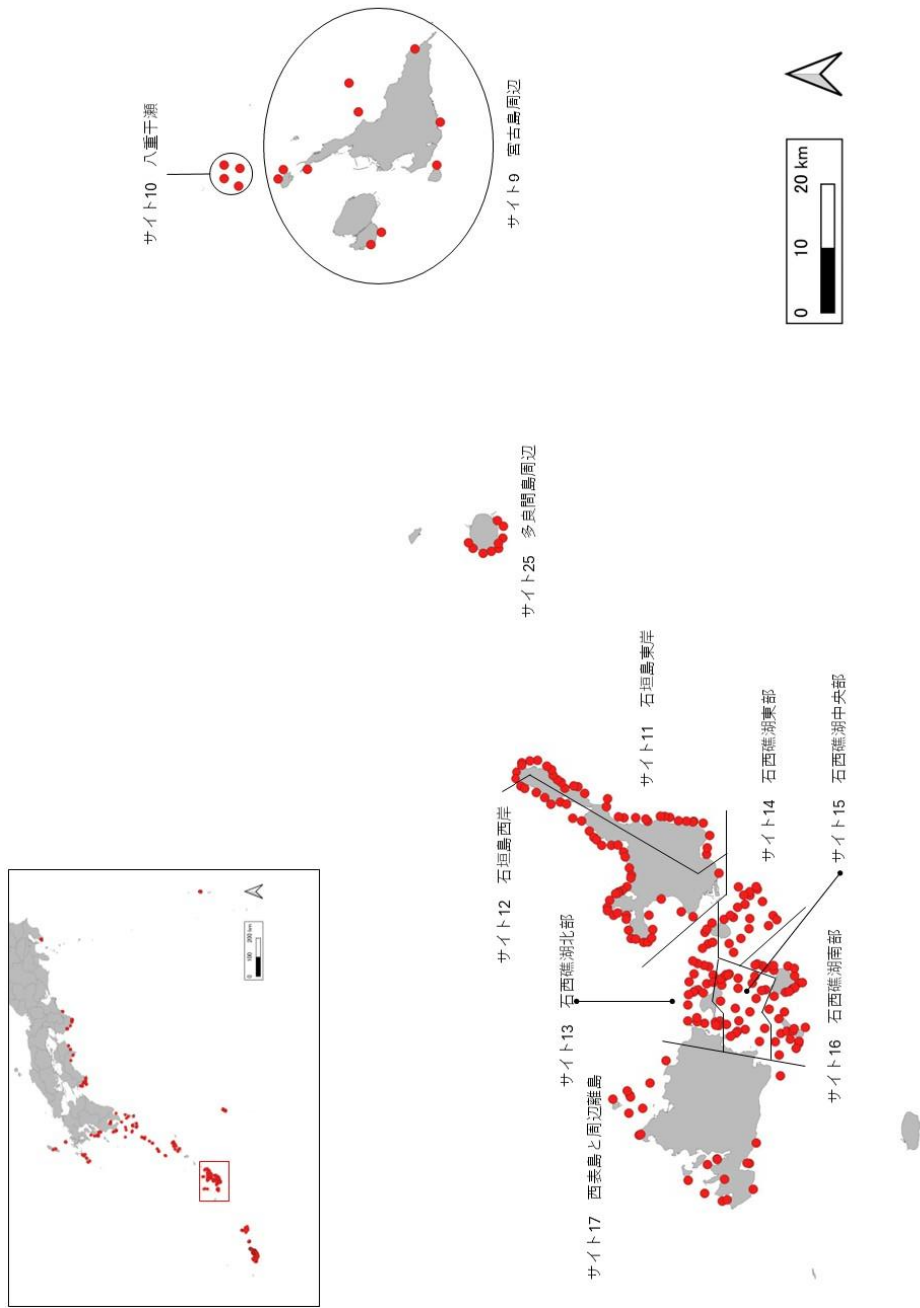 0 100 200 km
サイト10 八重干瀬
サイト9 宮古島周辺
サイト25 多良間島周辺
サイト12 石垣島西岸
サイト11 石垣島東岸
サイト13 石西礁湖北部
サイト14 石西礁湖東部
サイト15 石西礁湖中央部
サイト16 石西礁湖南部
サイト17 西表島と周辺離島
0 10 20 km